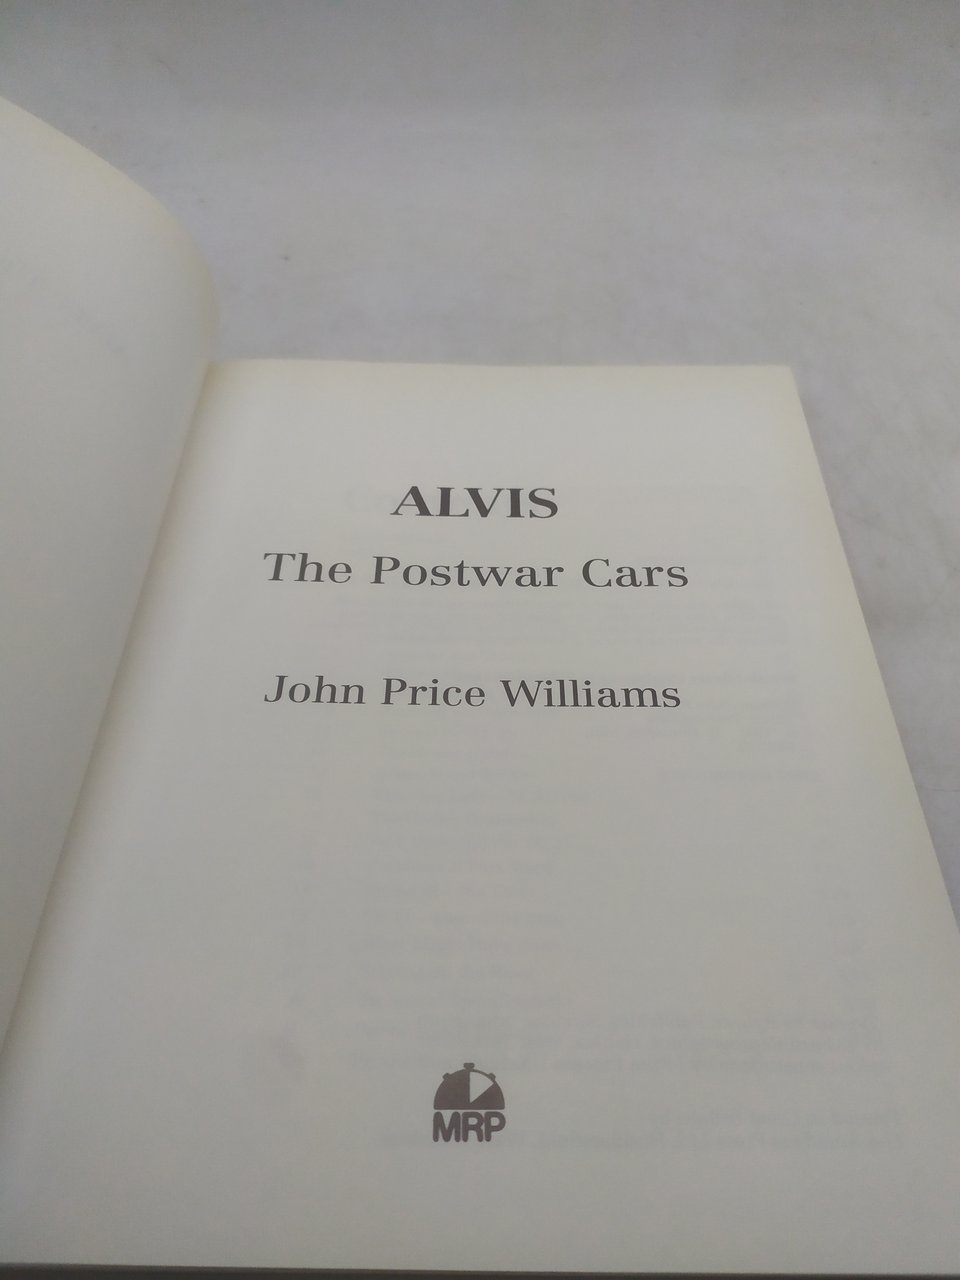 ALVIS
The Postwar Cars
John Price Williams
MRP